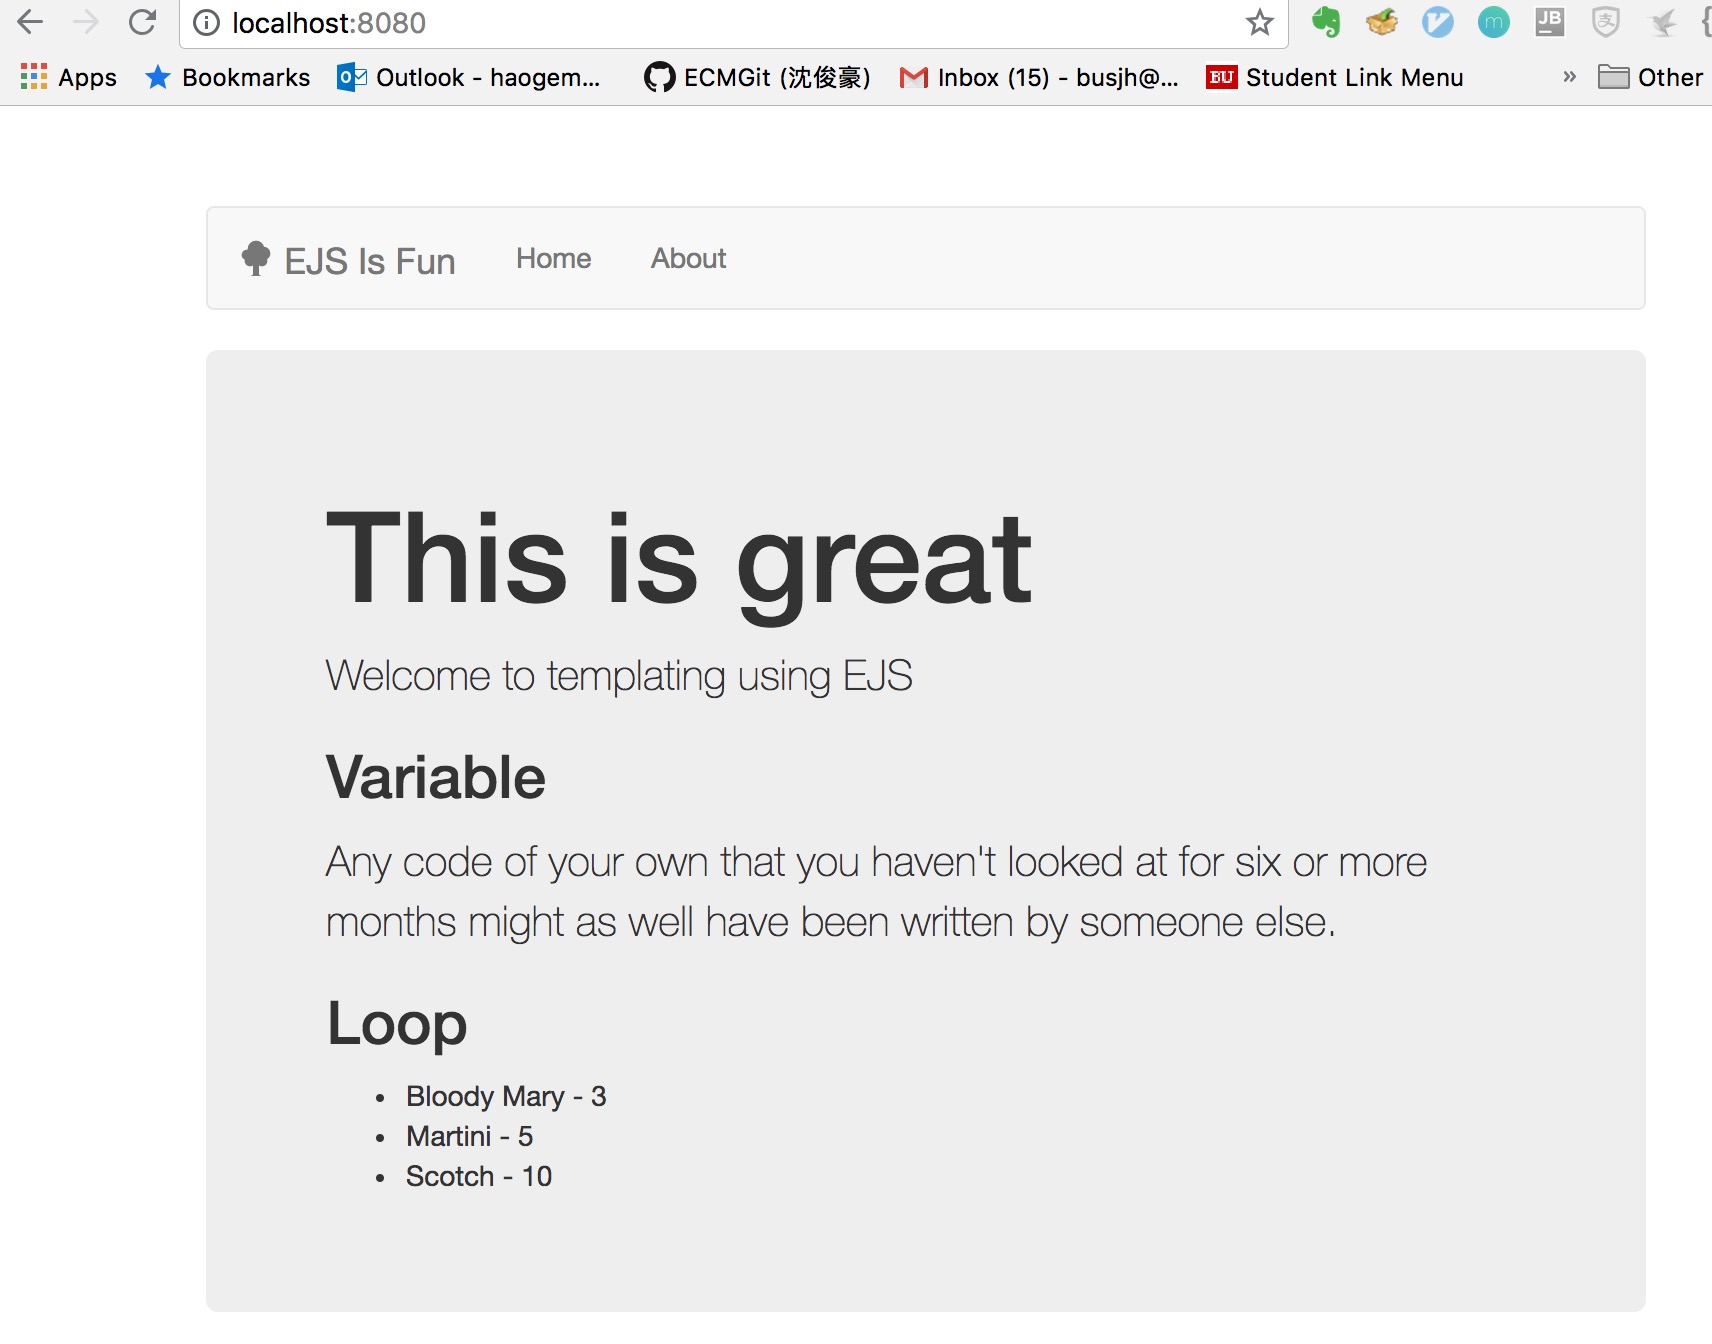 localhost:8080
Apps Bookmarks Outlook - haogem... ECMGit (沈俊豪) Inbox (15) - busjh@... BU Student Link Menu » Other
m JB 支
EJS Is Fun Home About
This is great
Welcome to templating using EJS
Variable
Any code of your own that you haven't looked at for six or more
months might as well have been written by someone else.
Loop
• Bloody Mary - 3
• Martini - 5
• Scotch - 10